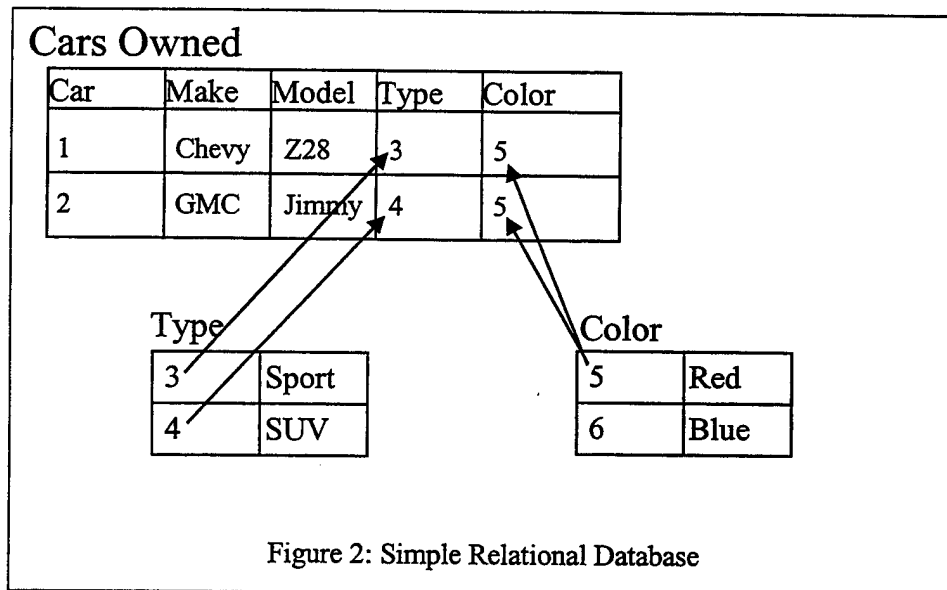 Cars Owned
Car Make Model Type Color
1 Chevy Z28 3 5
2 GMC Jimmy 4 5
Type Color
3 Sport 5 Red
4 SUV 6 Blue
Figure 2: Simple Relational Database